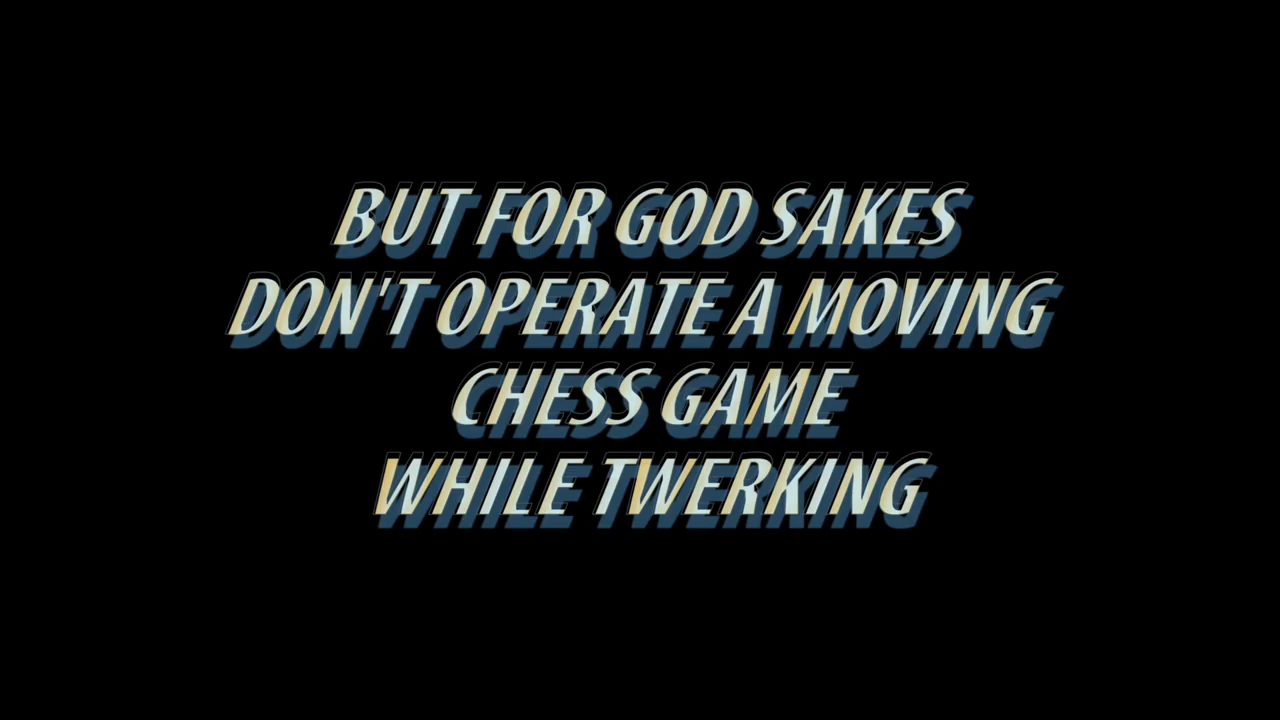 BUT FOR GOD SAKES
DON'T OPERATE A MOVING
CHESS GAME
WHILE TWERKING